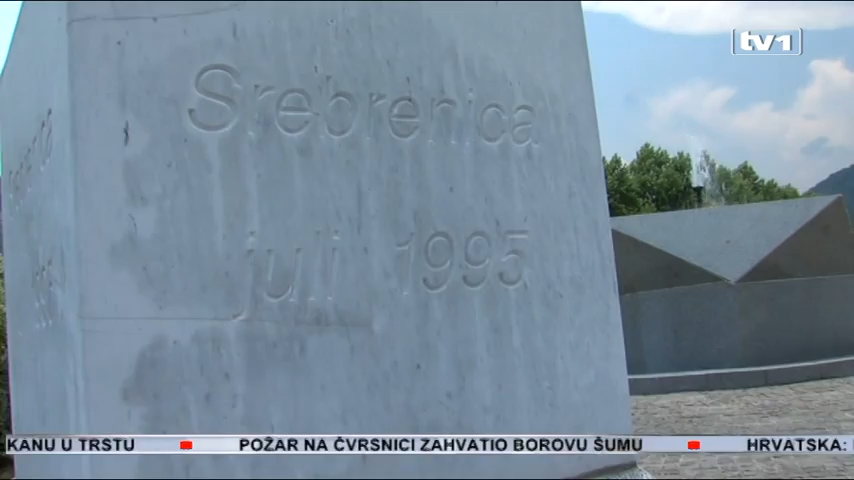 tv1
Srebrenica
juli 1995
KANU U TRSTU POŽAR NA ČVRSNICI ZAHVATIO BOROVU ŠUMU HRVATSKA: